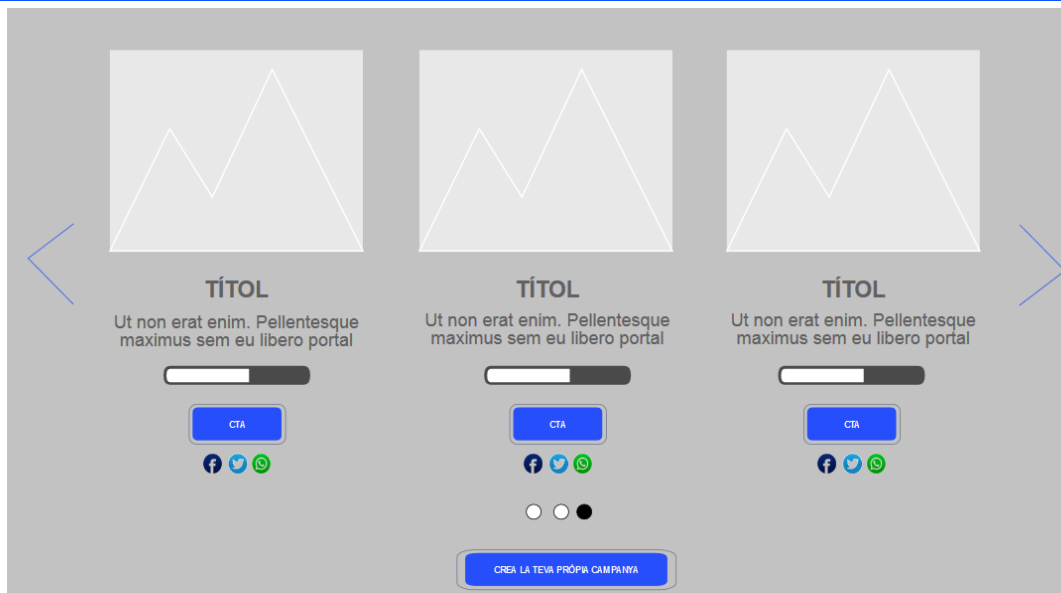 TÍTOL
Ut non erat enim. Pellentesque
maximus sem eu libero portal
CTA
TÍTOL
Ut non erat enim. Pellentesque
maximus sem eu libero portal
CTA
TÍTOL
Ut non erat enim. Pellentesque
maximus sem eu libero portal
CTA
CREA LA TEVA PRÓPIA CAMPANYA